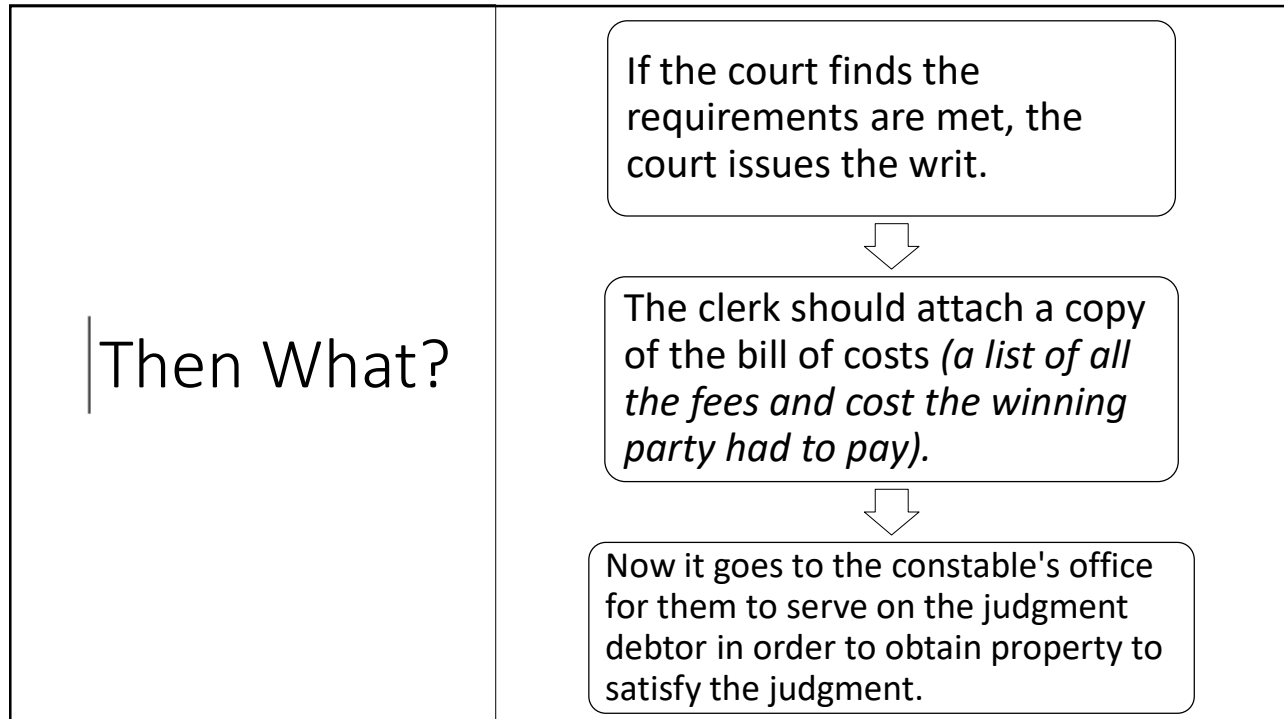 Then What?
If the court finds the
requirements are met, the
court issues the writ.
The clerk should attach a copy
of the bill of costs (a list of all
the fees and cost the winning
party had to pay).
Now it goes to the constable's office
for them to serve on the judgment
debtor in order to obtain property to
satisfy the judgment.